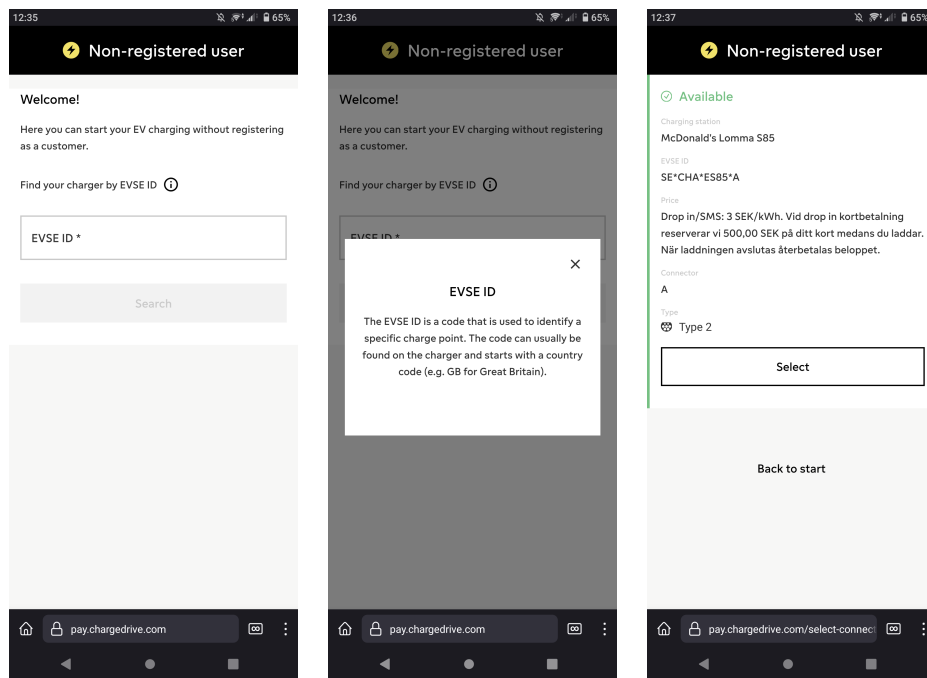 12:35
65%
Non-registered user
Welcome!
Here you can start your EV charging without registering
as a customer.
Find your charger by EVSE ID
EVSE ID *
Search
pay.chargedrive.com
12:36
65%
Non-registered user
Welcome!
Here you can start your EV charging without registering
as a customer.
Find your charger by EVSE ID
EVSE ID *
EVSE ID
The EVSE ID is a code that is used to identify a
specific charge point. The code can usually be
found on the charger and starts with a country
code (e.g. GB for Great Britain).
pay.chargedrive.com
12:37
65%
Non-registered user
Available
Charging station
McDonald's Lomma S85
EVSE ID
SE*CHA*ES85*A
Price
Drop in/SMS: 3 SEK/kWh. Vid drop in kortbetalning
reserverar vi 500,00 SEK på ditt kort medans du laddar.
När laddningen avslutas återbetalas beloppet.
Connector
A
Type
Type 2
Select
Back to start
pay.chargedrive.com/select-connect